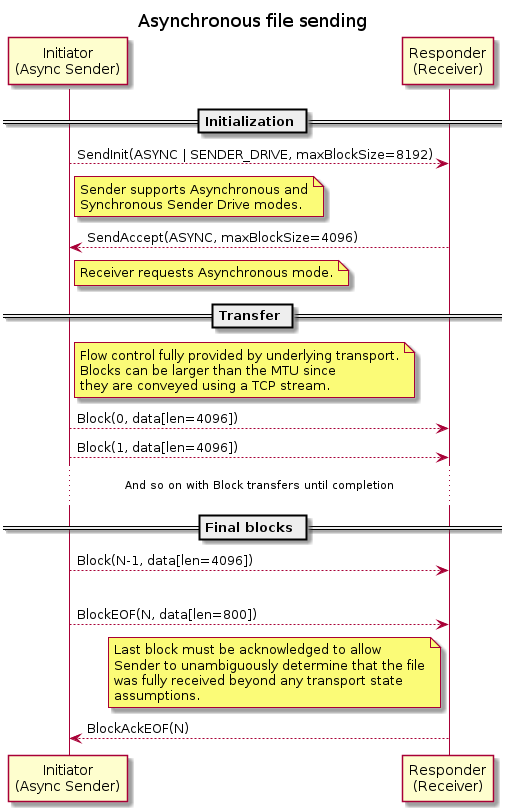 Asynchronous file sending
Initiator
(Async Sender)
Responder
(Receiver)
Initialization
SendInit(ASYNC | SENDER_DRIVE, maxBlockSize=8192)
Sender supports Asynchronous and
Synchronous Sender Drive modes.
SendAccept(ASYNC, maxBlockSize=4096)
Receiver requests Asynchronous mode.
Transfer
Flow control fully provided by underlying transport.
Blocks can be larger than the MTU since
they are conveyed using a TCP stream.
Block(0, data[len=4096])
Block(1, data[len=4096])
And so on with Block transfers until completion
Final blocks
Block(N-1, data[len=4096])
BlockEOF(N, data[len=800])
Last block must be acknowledged to allow
Sender to unambiguously determine that the file
was fully received beyond any transport state
assumptions.
BlockAckEOF(N)
Initiator
(Async Sender)
Responder
(Receiver)